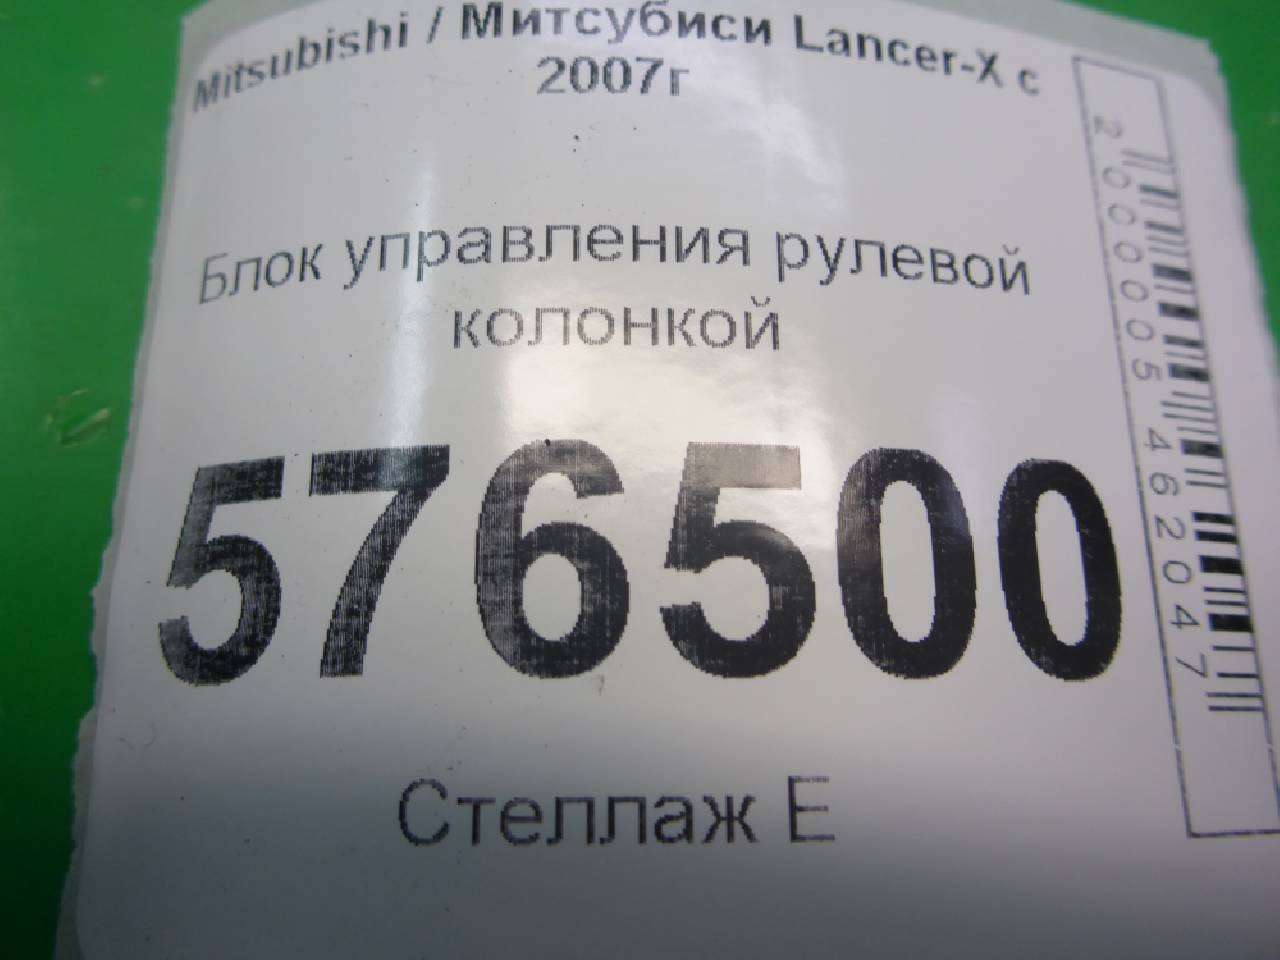 Mitsubishi / Митсубиси Lancer-X с
2007г
Блок управления рулевой
колонкой
576500
Стеллаж Е
2000005462047